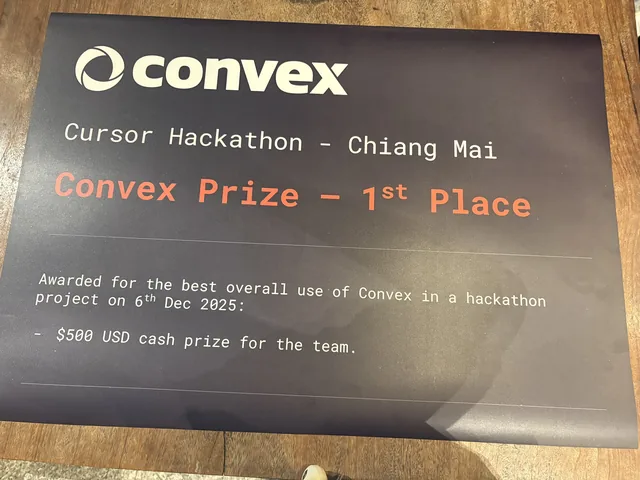 convex
Cursor Hackathon - Chiang Mai
Convex Prize – 1st Place
Awarded for the best overall use of Convex in a hackathon
project on 6th Dec 2025:
- $500 USD cash prize for the team.